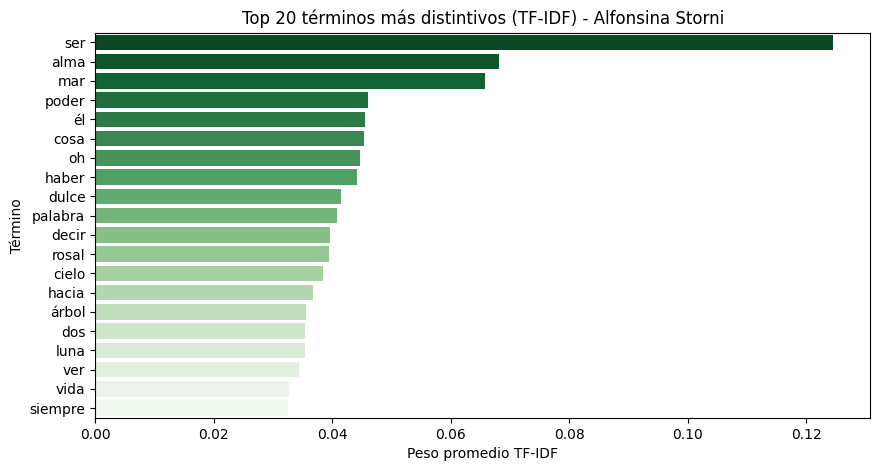 Top 20 términos más distintivos (TF-IDF) - Alfonsina Storni
Término
ser
alma
mar
poder
él
cosa
oh
haber
dulce
palabra
decir
rosal
cielo
hacia
árbol
dos
luna
ver
vida
siempre
0.00 0.02 0.04 0.06 0.08 0.10 0.12
Peso promedio TF-IDF